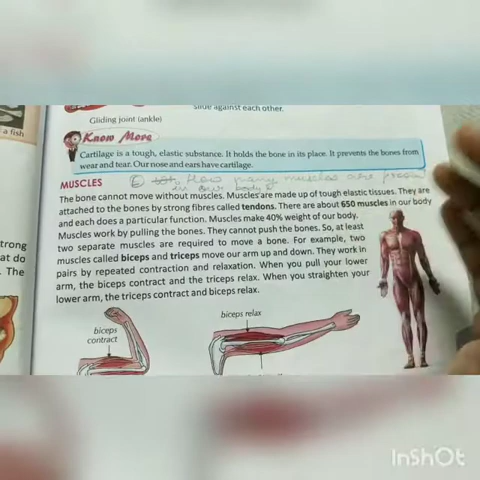 slide against each other.
Gliding joint (ankle)
a fish
Know More
Cartilage is a tough, elastic substance. It holds the bone in its place. It prevents the bones from
wear and tear. Our nose and ears have cartilage.
How many muscles are
in our body
MUSCLES
The bone cannot move without muscles. Muscles are made up of tough elastic tissues. They are
attached to the bones by strong fibres called tendons. There are about 650 muscles in our body
and each does a particular function. Muscles make 40% weight of our body.
Muscles work by pulling the bones. They cannot push the bones. So, at least
two separate muscles are required to move a bone. For example, two
muscles called biceps and triceps move our arm up and down. They work in
pairs by repeated contraction and relaxation. When you pull your lower
arm, the biceps contract and the triceps relax. When you straighten your
lower arm, the triceps contract and biceps relax.
trong
at do
. The
biceps
contract
biceps relax
InShOt